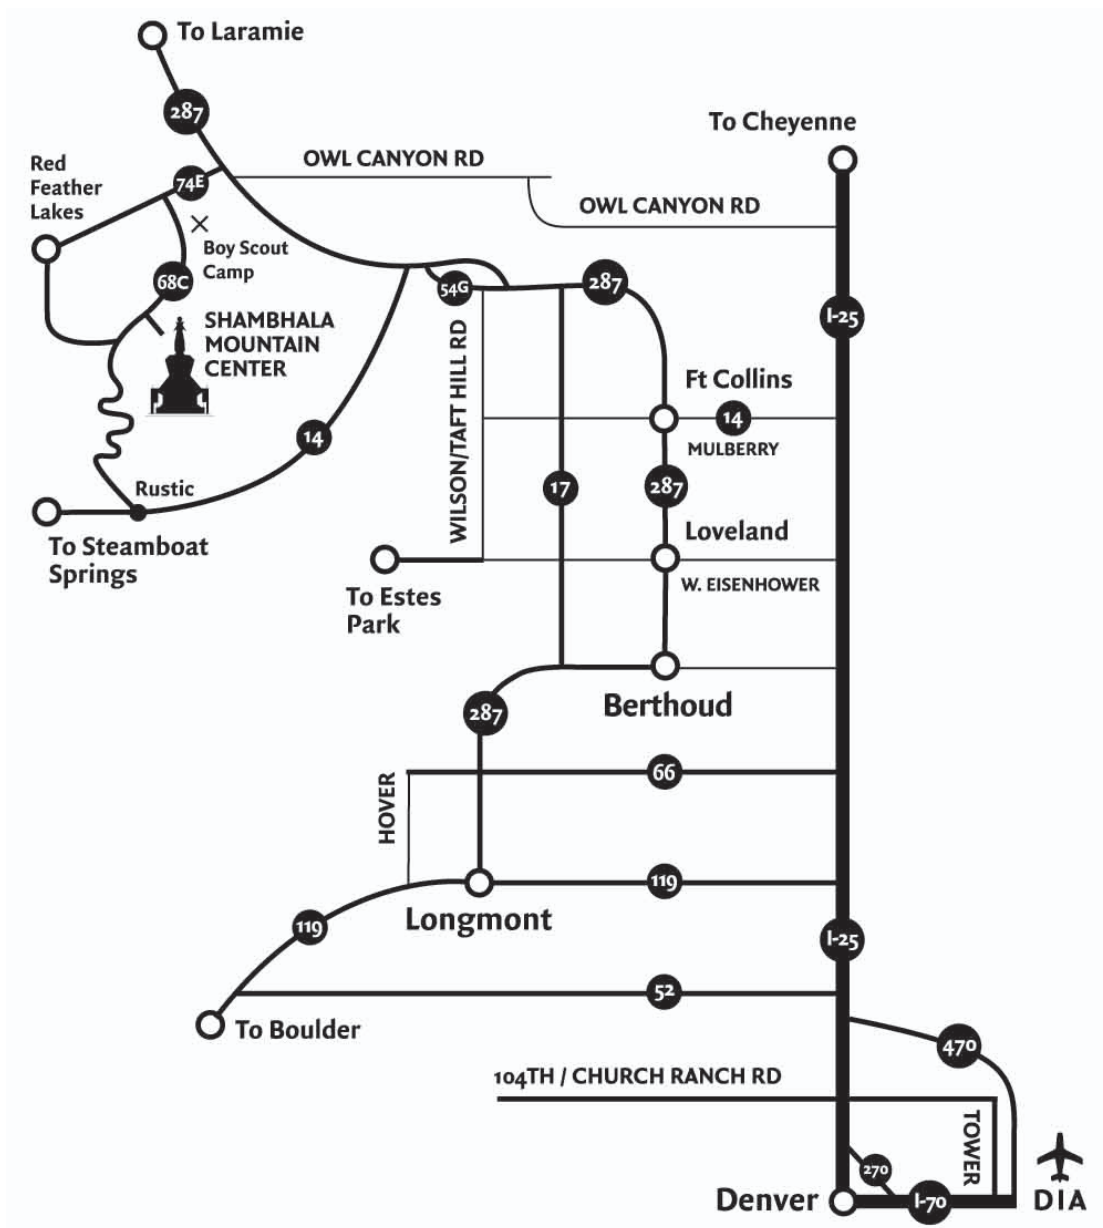 To Laramie
287
To Cheyenne
OWL CANYON RD
Red
Feather
Lakes
74E
OWL CANYON RD
Boy Scout
Camp
68C
54G
287
I-25
SHAMBHALA
MOUNTAIN
CENTER
WILSON/TAFT HILL RD
Ft Collins
14
MULBERRY
14
17
287
Rustic
Loveland
To Steamboat
Springs
W. EISENHOWER
To Estes
Park
Berthoud
287
66
HOVER
119
Longmont
119
I-25
52
To Boulder
470
104TH / CHURCH RANCH RD
TOWER
270
Denver
I-70
DIA